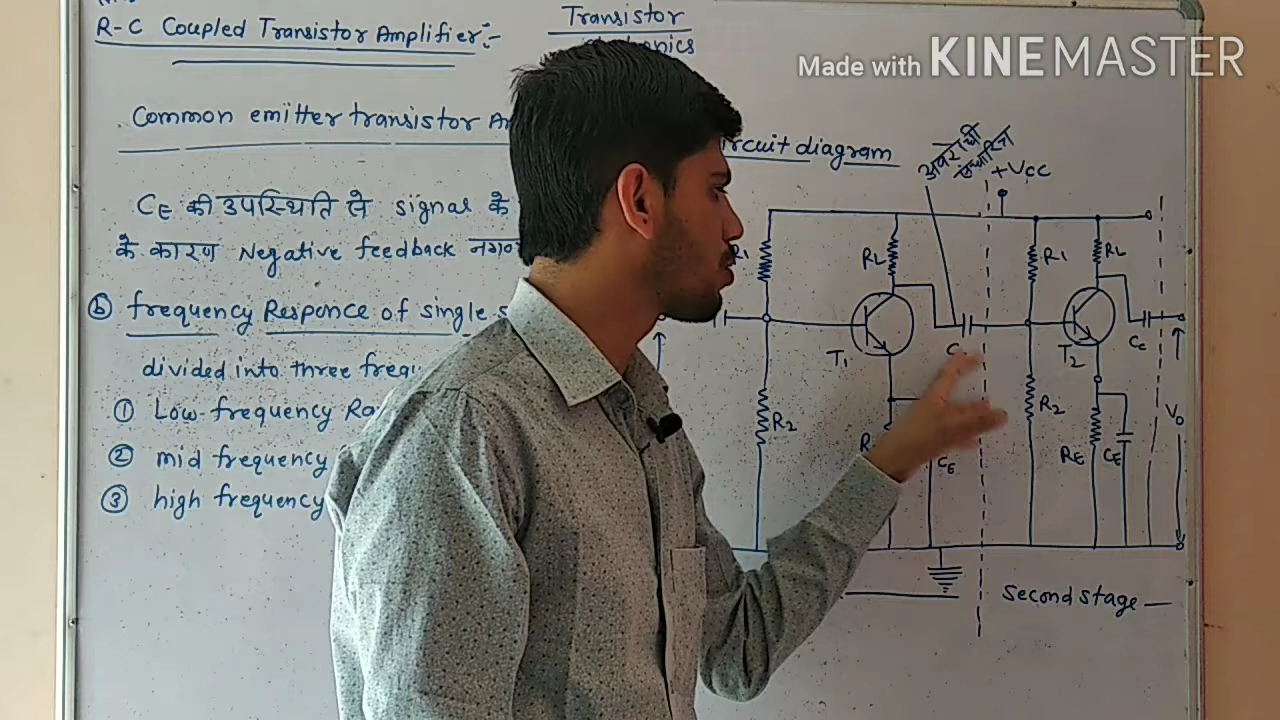 R-C Coupled Transistor Amplifier:-
Transistor
Made with KINEMASTER
Common emitter transistor
circuit diagram
+VCC
CE की उपस्थिति से signal के
के कारण Negative feedback
ⓑ frequency Responce of single
divided into three
① Low-frequency
② mid frequency
③ high frequency
R1
RL
R1
RL
T1
C
T2
CC
R2
R
CE
R2
RE
CE
Vo
Second stage